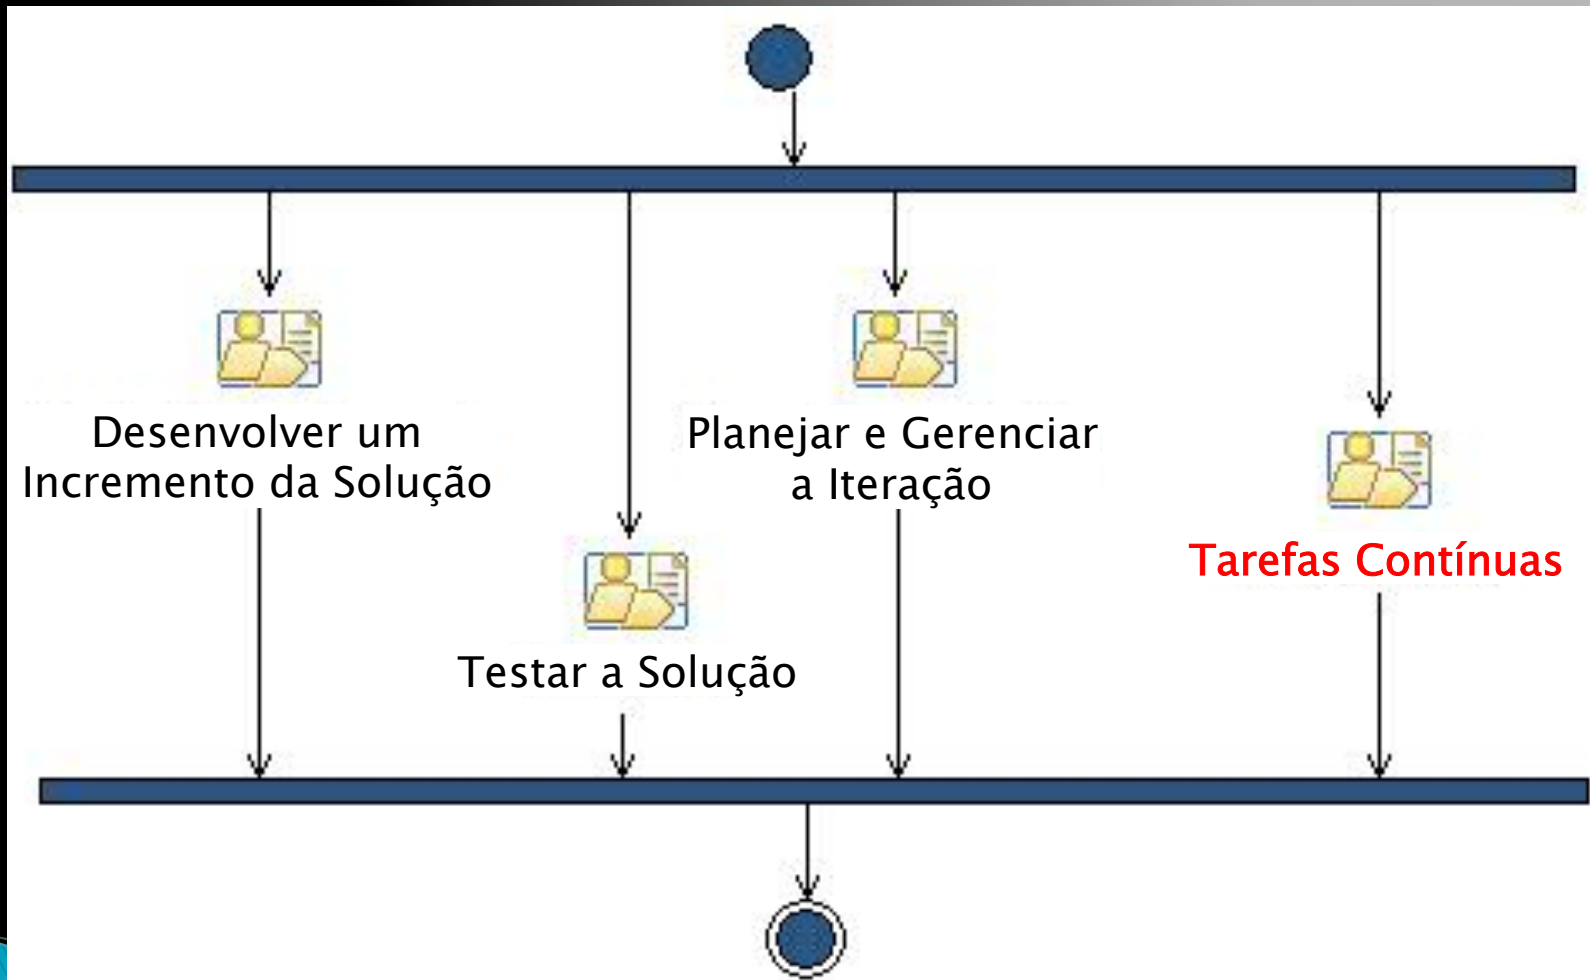 Desenvolver um
Incremento da Solução
Planejar e Gerenciar
a Iteração
Tarefas Contínuas
Testar a Solução